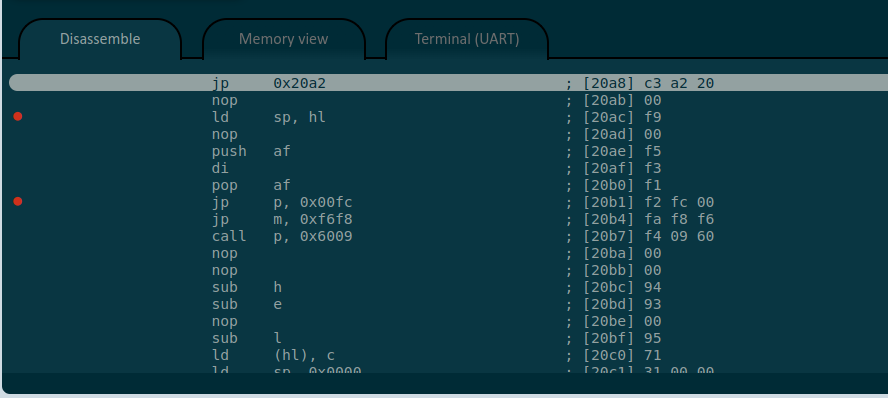 Disassemble Memory view Terminal (UART)
jp 0x20a2 ; [20a8] c3 a2 20
nop ; [20ab] 00
ld sp, hl ; [20ac] f9
nop ; [20ad] 00
push af ; [20ae] f5
di ; [20af] f3
pop af ; [20b0] f1
jp p, 0x00fc ; [20b1] f2 fc 00
jp m, 0xf6f8 ; [20b4] fa f8 f6
call p, 0x6009 ; [20b7] f4 09 60
nop ; [20ba] 00
nop ; [20bb] 00
sub h ; [20bc] 94
sub e ; [20bd] 93
nop ; [20be] 00
sub l ; [20bf] 95
ld (hl), c ; [20c0] 71
ld sp, 0x0000 ; [20c1] 31 00 00